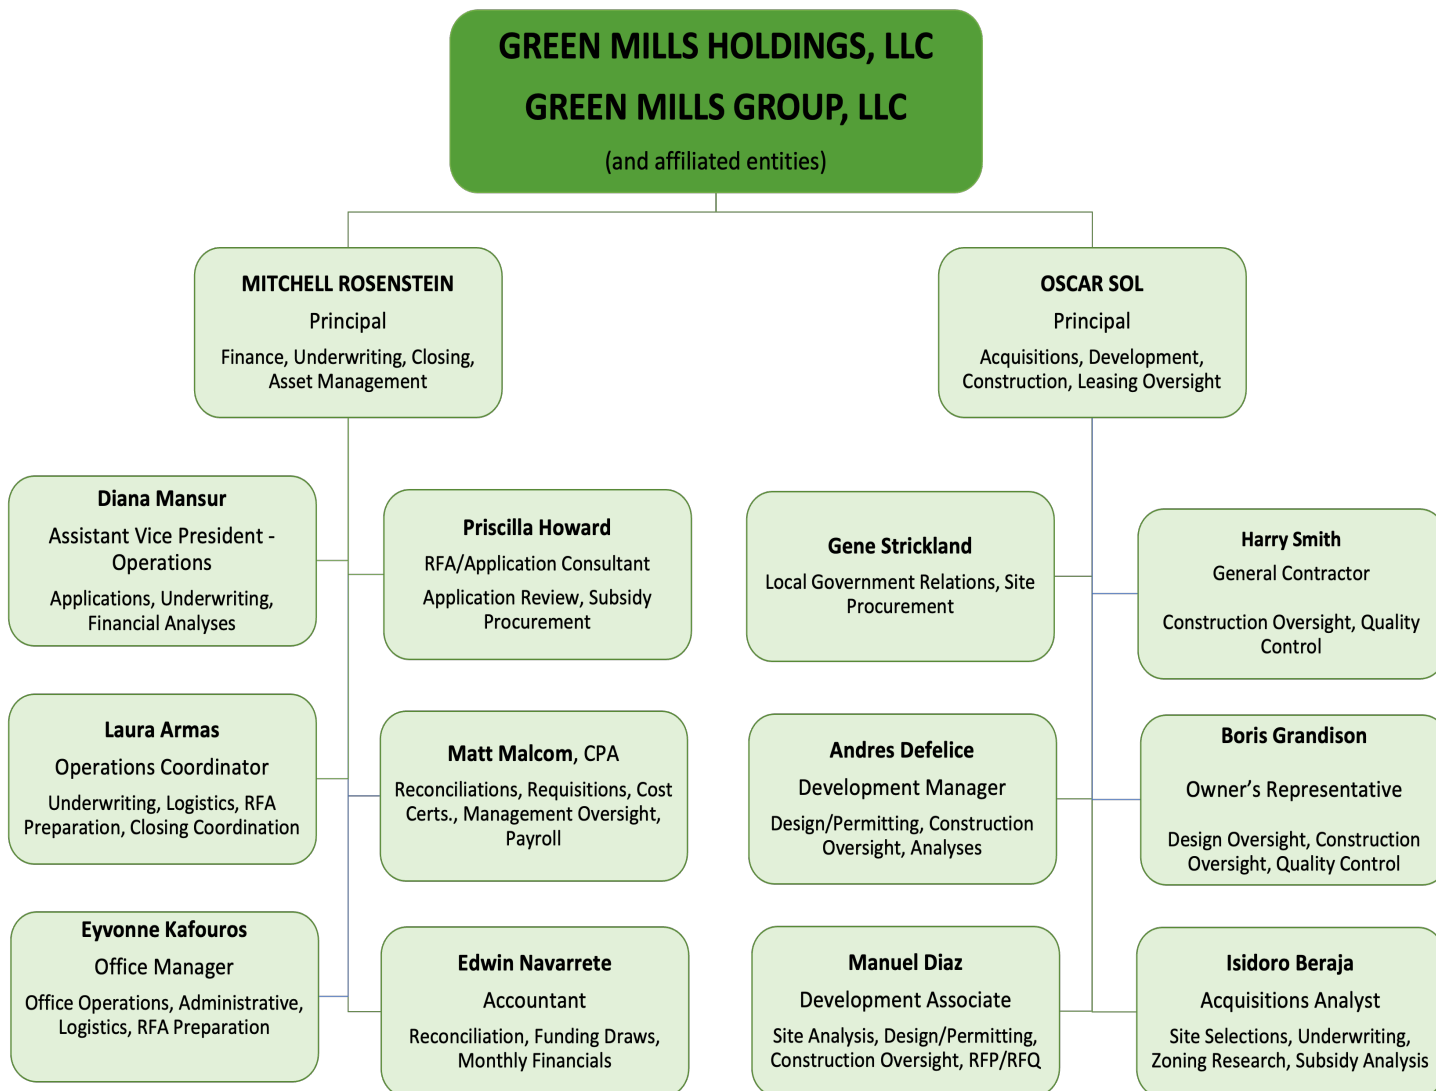 GREEN MILLS HOLDINGS, LLC
GREEN MILLS GROUP, LLC
(and affiliated entities)
MITCHELL ROSENSTEIN
Principal
Finance, Underwriting, Closing,
Asset Management
OSCAR SOL
Principal
Acquisitions, Development,
Construction, Leasing Oversight
Diana Mansur
Assistant Vice President -
Operations
Applications, Underwriting,
Financial Analyses
Priscilla Howard
RFA/Application Consultant
Application Review, Subsidy
Procurement
Gene Strickland
Local Government Relations, Site
Procurement
Harry Smith
General Contractor
Construction Oversight, Quality
Control
Laura Armas
Operations Coordinator
Underwriting, Logistics, RFA
Preparation, Closing Coordination
Matt Malcom, CPA
Reconciliations, Requisitions, Cost
Certs., Management Oversight,
Payroll
Andres Defelice
Development Manager
Design/Permitting, Construction
Oversight, Analyses
Boris Grandison
Owner’s Representative
Design Oversight, Construction
Oversight, Quality Control
Eyvonne Kafouros
Office Manager
Office Operations, Administrative,
Logistics, RFA Preparation
Edwin Navarrete
Accountant
Reconciliation, Funding Draws,
Monthly Financials
Manuel Diaz
Development Associate
Site Analysis, Design/Permitting,
Construction Oversight, RFP/RFQ
Isidoro Beraja
Acquisitions Analyst
Site Selections, Underwriting,
Zoning Research, Subsidy Analysis